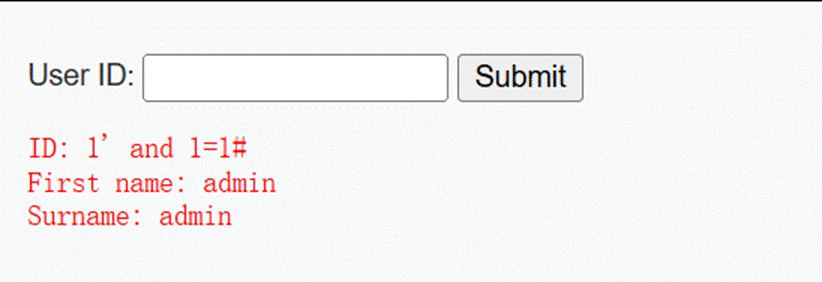 User ID: Submit
ID: 1' and 1=1#
First name: admin
Surname: admin